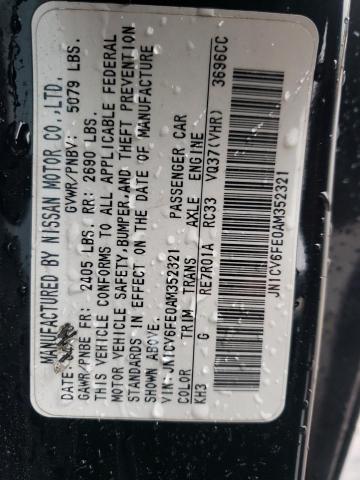 MANUFACTURED BY NISSAN MOTOR CO.,LTD.
DATE: GVWR/PNBV: 5079 LBS.
GAWR/PNBE FR: 2405 LBS. RR: 2690 LBS.
THIS VEHICLE CONFORMS TO ALL APPLICABLE FEDERAL
MOTOR VEHICLE SAFETY,BUMPER,AND THEFT PREVENTION
STANDARDS IN EFFECT ON THE DATE OF MANUFACTURE
SHOWN ABOVE.
VIN:JN1CV6FE0AM352321 PASSENGER CAR
COLOR TRIM TRANS AXLE ENGINE
KH3 G RE7R01A RC33 VQ37(VHR) 3696CC
JN1CV6FE0AM352321